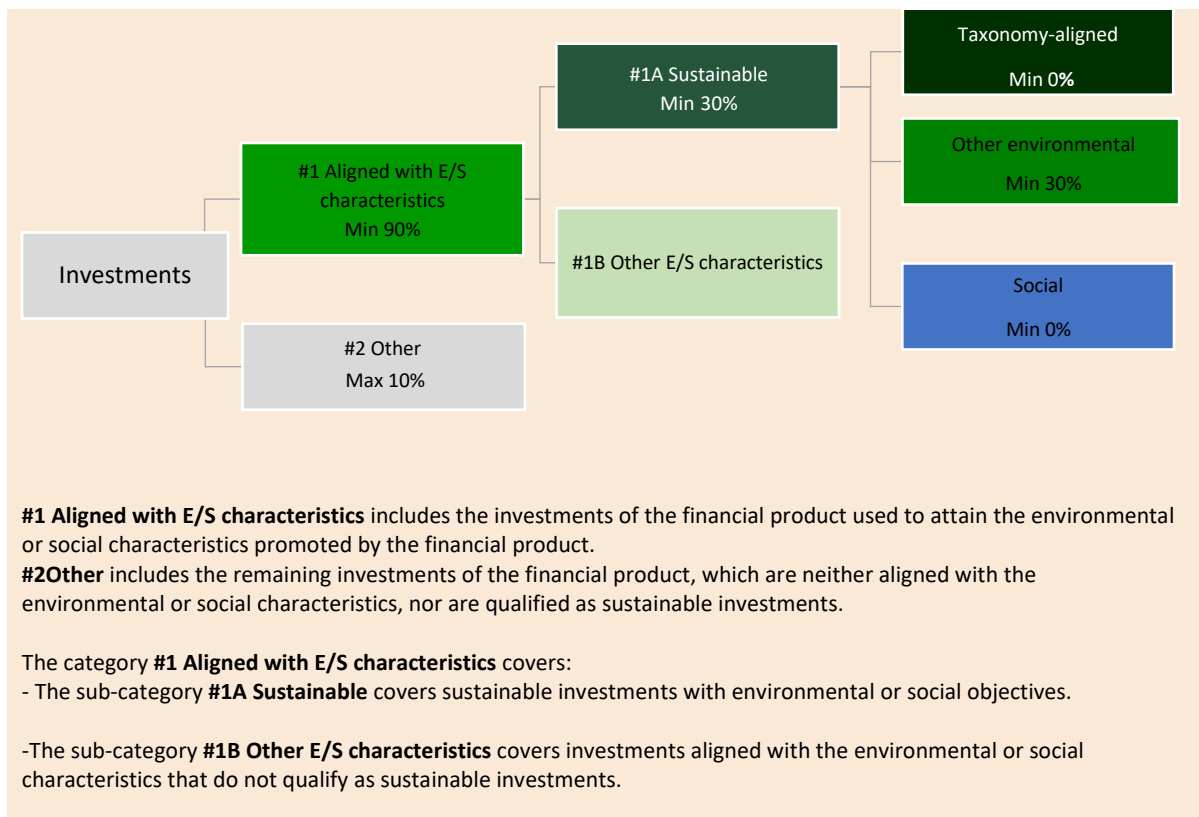 Taxonomy-aligned
Min 0%
#1A Sustainable
Min 30%
Other environmental
Min 30%
#1 Aligned with E/S
characteristics
Min 90%
#1B Other E/S characteristics
Investments
Social
Min 0%
#2 Other
Max 10%
#1 Aligned with E/S characteristics includes the investments of the financial product used to attain the environmental
or social characteristics promoted by the financial product.
#2Other includes the remaining investments of the financial product, which are neither aligned with the
environmental or social characteristics, nor are qualified as sustainable investments.
The category #1 Aligned with E/S characteristics covers:
- The sub-category #1A Sustainable covers sustainable investments with environmental or social objectives.
-The sub-category #1B Other E/S characteristics covers investments aligned with the environmental or social
characteristics that do not qualify as sustainable investments.